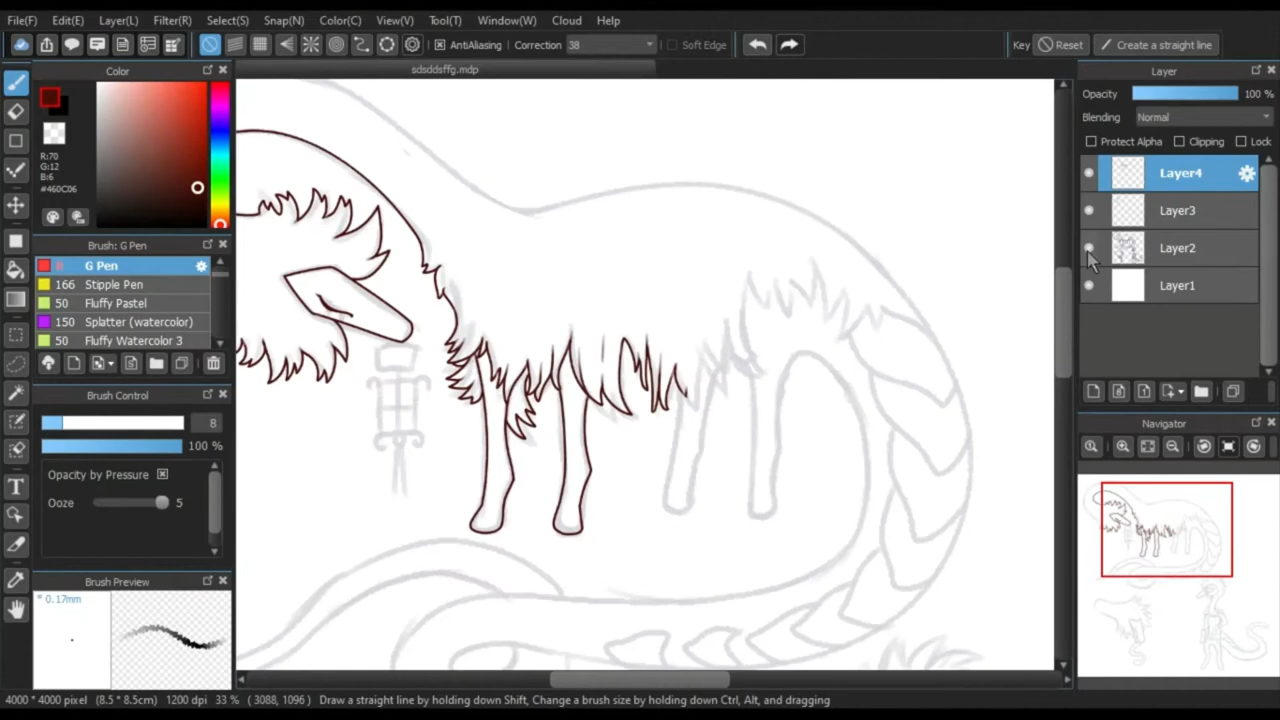 File(F) Edit(E) Layer(L) Filter(R) Select(S) Snap(N) Color(C) View(V) Tool(T) Window(W) Cloud Help
AntiAliasing Correction 38 Soft Edge Key Reset Create a straight line
Color
R:70
G:12
B:6
#460C06
Brush: G Pen
8 G Pen
166 Stipple Pen
50 Fluffy Pastel
150 Splatter (watercolor)
50 Fluffy Watercolor 3
Brush Control
8
100 %
Opacity by Pressure
Ooze 5
Brush Preview
* 0.17mm
sdsddsffg.mdp
Layer
Opacity 100 %
Blending Normal
Protect Alpha Clipping Lock
Layer4
Layer3
Layer2
Layer1
Navigator
4000 * 4000 pixel (8.5 * 8.5cm) 1200 dpi 33 % ( 3088, 1096 ) Draw a straight line by holding down Shift, Change a brush size by holding down Ctrl, Alt, and dragging